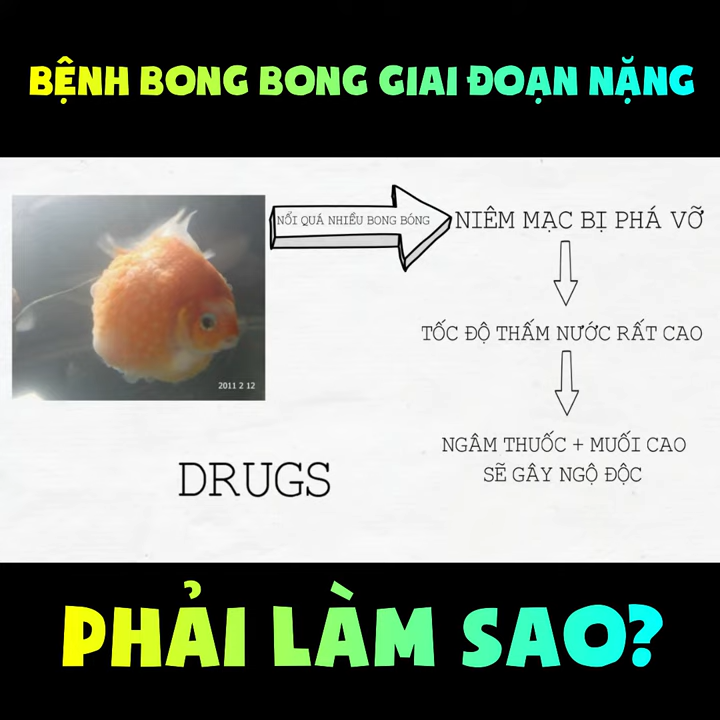 BỆNH BONG BONG GIAI ĐOẠN NẶNG
NỔI QUÁ NHIỀU BONG BÓNG
NIÊM MẠC BỊ PHÁ VỠ
TỐC ĐỘ THẤM NƯỚC RẤT CAO
NGÂM THUỐC + MUỐI CAO
SẼ GÂY NGỘ ĐỘC
2011 2 12
DRUGS
PHẢI LÀM SAO?